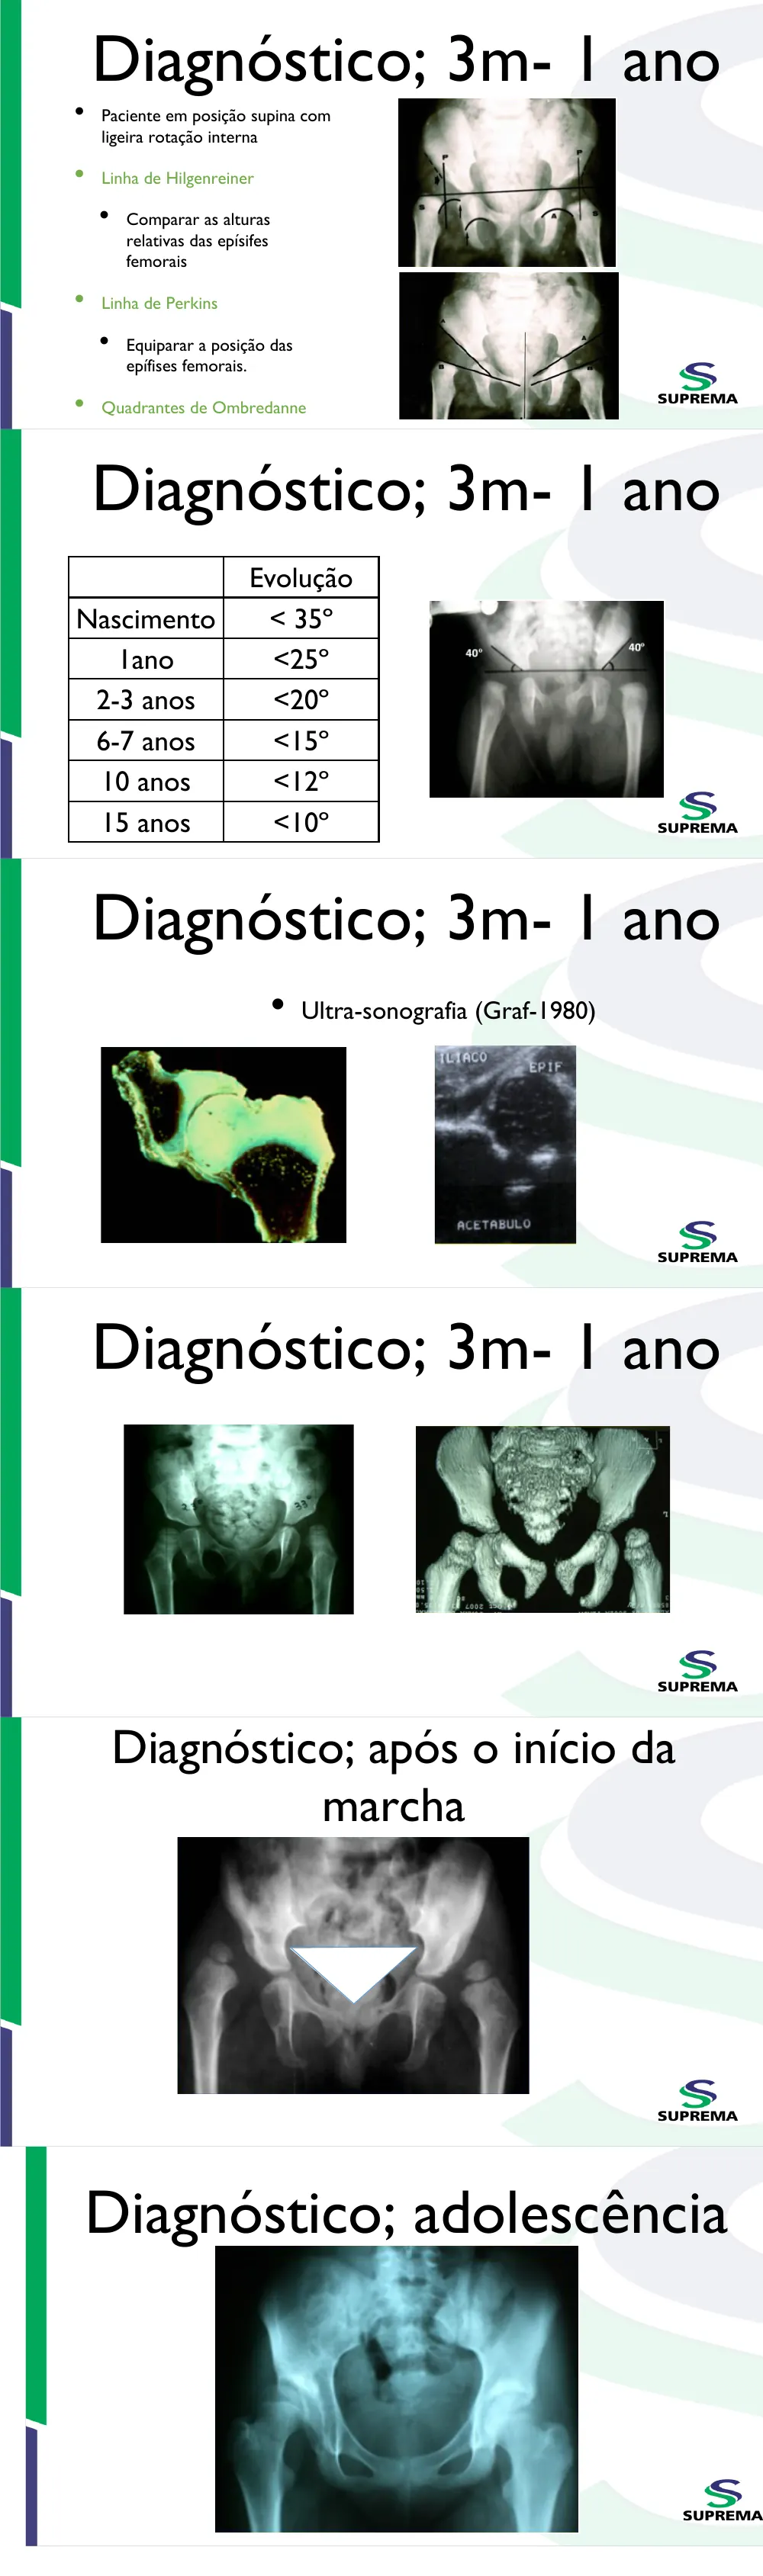 Diagnóstico; 3m- 1 ano
• Paciente em posição supina com
ligeira rotação interna
• Linha de Hilgenreiner
• Comparar as alturas
relativas das epísifes
femorais
• Linha de Perkins
• Equiparar a posição das
epífises femorais.
• Quadrantes de Ombredanne
P
P
S
A
S
A
A
B
SUPREMA
Diagnóstico; 3m- 1 ano
Evolução
Nascimento < 35º
1ano <25º
2-3 anos <20º
6-7 anos <15º
10 anos <12º
15 anos <10º
40º 40º
SUPREMA
Diagnóstico; 3m- 1 ano
• Ultra-sonografia (Graf-1980)
ILIACO
EPIF
ACETABULO
SUPREMA
Diagnóstico; 3m- 1 ano
33º
SUPREMA
Diagnóstico; após o início da
marcha
SUPREMA
Diagnóstico; adolescência
SUPREMA